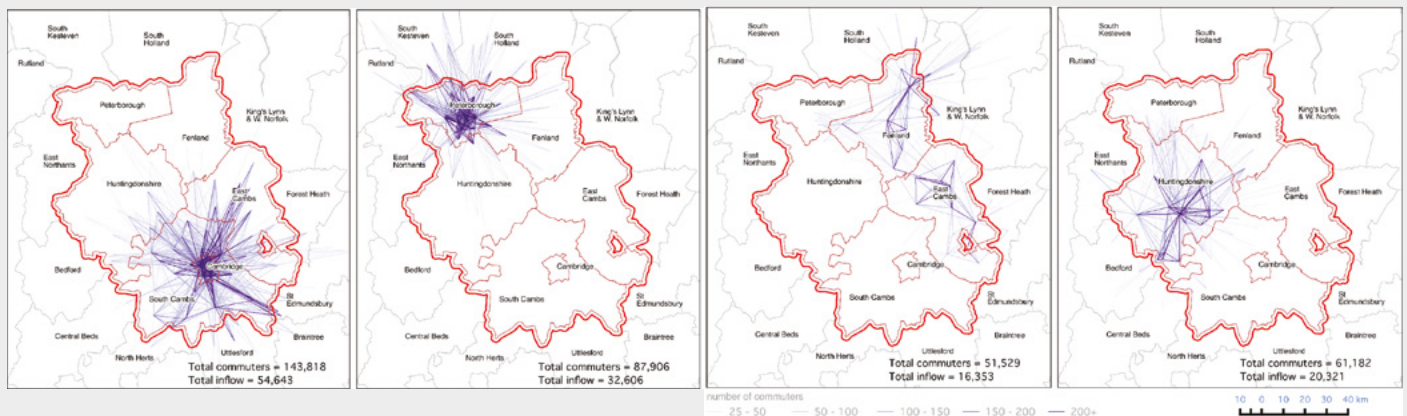 South
Kesteven
South
Holland
Rutland
Peterborough
King's Lynn
& W. Norfolk
Fenland
East
Northants
Huntingdonshire
East
Cambs
Forest Heath
Bedford
Cambridge
South Cambs
St
Edmundsbury
Central Beds
Braintree
North Herts
Uttlesford
Total commuters = 143,818
Total inflow = 54,643
South
Kesteven
South
Holland
Rutland
Peterborough
King's Lynn
& W. Norfolk
Fenland
East
Northants
Huntingdonshire
East
Cambs
Forest Heath
Bedford
Cambridge
South Cambs
St
Edmundsbury
Central Beds
Braintree
North Herts
Uttlesford
Total commuters = 87,906
Total inflow = 32,606
South
Kesteven
South
Holland
Rutland
Peterborough
King's Lynn
& W. Norfolk
Fenland
East
Northants
Huntingdonshire
East
Cambs
Forest Heath
Bedford
Cambridge
South Cambs
St
Edmundsbury
Central Beds
Braintree
North Herts
Uttlesford
Total commuters = 51,529
Total inflow = 16,353
South
Kesteven
South
Holland
Rutland
Peterborough
King's Lynn
& W. Norfolk
Fenland
East
Northants
Huntingdonshire
East
Cambs
Forest Heath
Bedford
Cambridge
South Cambs
St
Edmundsbury
Central Beds
Braintree
North Herts
Uttlesford
Total commuters = 61,182
Total inflow = 20,321
number of commuters
25 - 50
50 - 100
100 - 150
150 - 200
200+
10 0 10 20 30 40 km